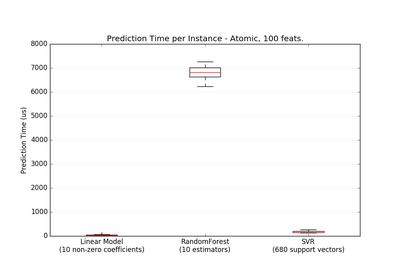 Prediction Time per Instance - Atomic, 100 feats.
8000
7000
6000
5000
4000
3000
2000
1000
0
Prediction Time (us)
Linear Model
(10 non-zero coefficients)
RandomForest
(10 estimators)
SVR
(680 support vectors)